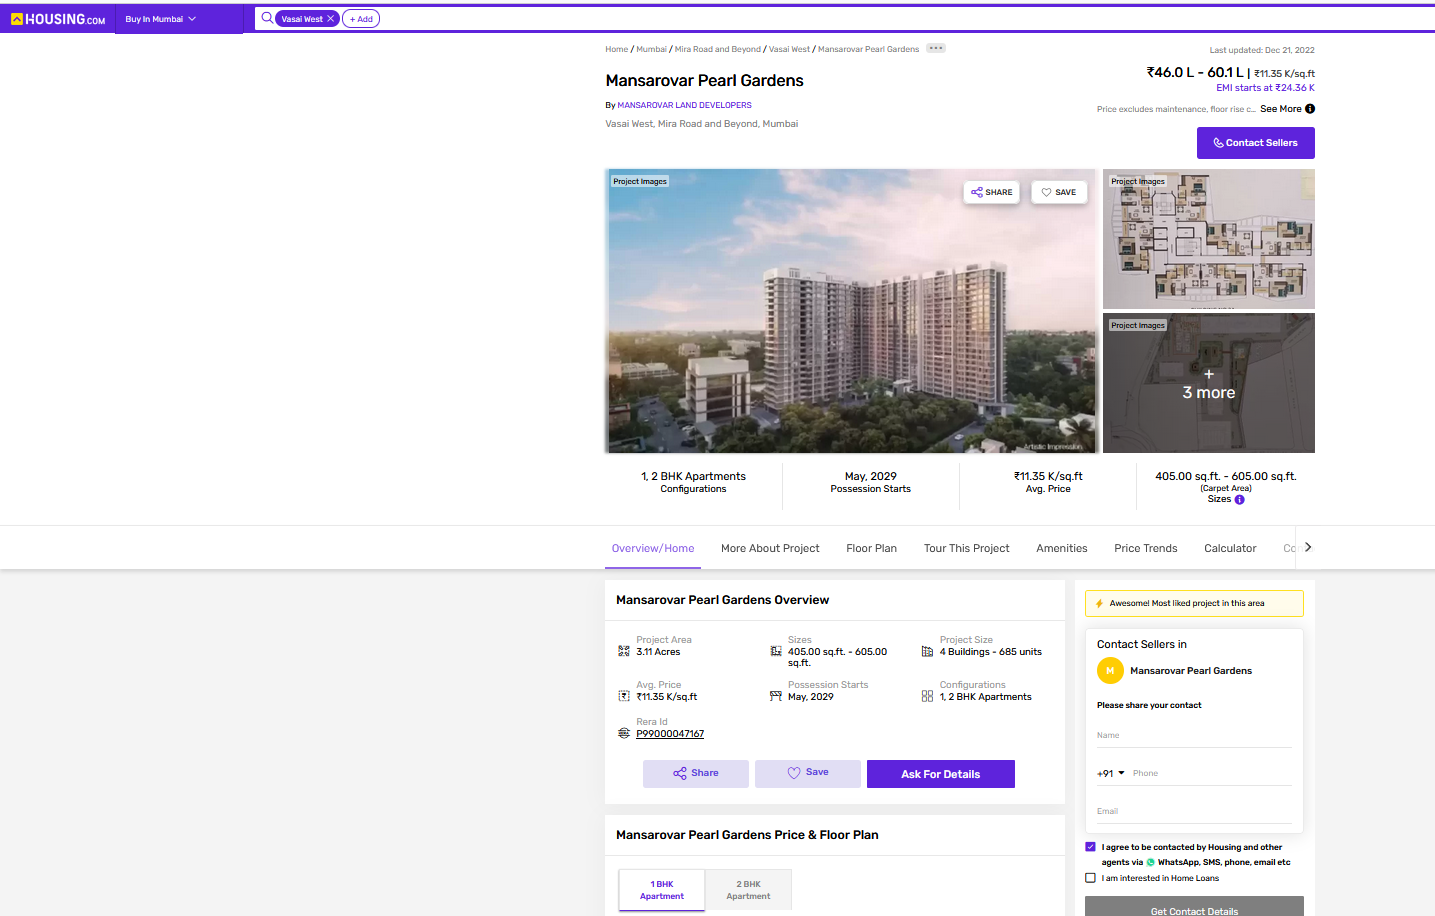 HOUSING.COM
Buy In Mumbai
Vasai West
+ Add
Home / Mumbai / Mira Road and Beyond / Vasai West / Mansarovar Pearl Gardens
Last updated: Dec 21, 2022
Mansarovar Pearl Gardens
₹46.0 L - 60.1 L | ₹11.35 K/sq.ft
EMI starts at ₹24.36 K
By MANSAROVAR LAND DEVELOPERS
Price excludes maintenance, floor rise c... See More
Vasai West, Mira Road and Beyond, Mumbai
Contact Sellers
Project Images
SHARE
SAVE
Artistic Impression
Project Images
Project Images
+
3 more
1, 2 BHK Apartments
Configurations
May, 2029
Possession Starts
₹11.35 K/sq.ft
Avg. Price
405.00 sq.ft. - 605.00 sq.ft.
(Carpet Area)
Sizes
Overview/Home
More About Project
Floor Plan
Tour This Project
Amenities
Price Trends
Calculator
Mansarovar Pearl Gardens Overview
Project Area
3.11 Acres
Sizes
405.00 sq.ft. - 605.00
sq.ft.
Project Size
4 Buildings - 685 units
Avg. Price
₹11.35 K/sq.ft
Possession Starts
May, 2029
Configurations
1, 2 BHK Apartments
Rera Id
P99000047167
Share
Save
Ask For Details
Mansarovar Pearl Gardens Price & Floor Plan
1 BHK
Apartment
2 BHK
Apartment
Awesome! Most liked project in this area
Contact Sellers in
M
Mansarovar Pearl Gardens
Please share your contact
Name
+91
Phone
Email
I agree to be contacted by Housing and other
agents via WhatsApp, SMS, phone, email etc
I am interested in Home Loans
Get Contact Details